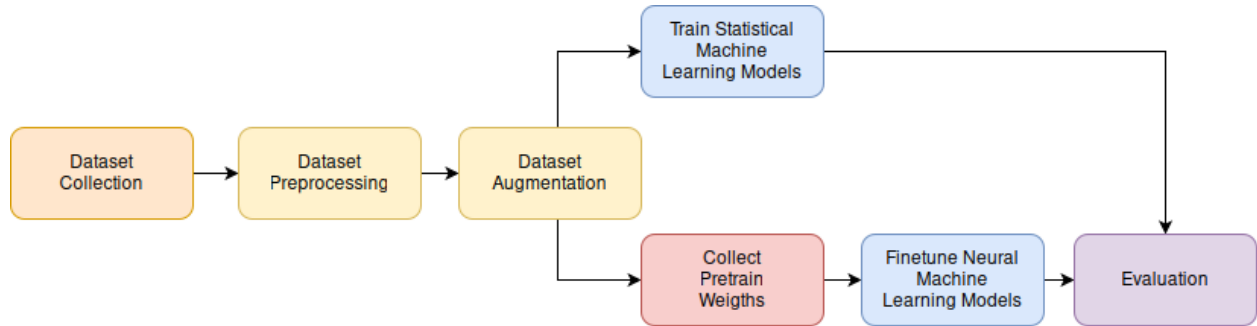 Dataset
Collection
Dataset
Preprocessing
Dataset
Augmentation
Train Statistical
Machine
Learning Models
Collect
Pretrain
Weigths
Finetune Neural
Machine
Learning Models
Evaluation